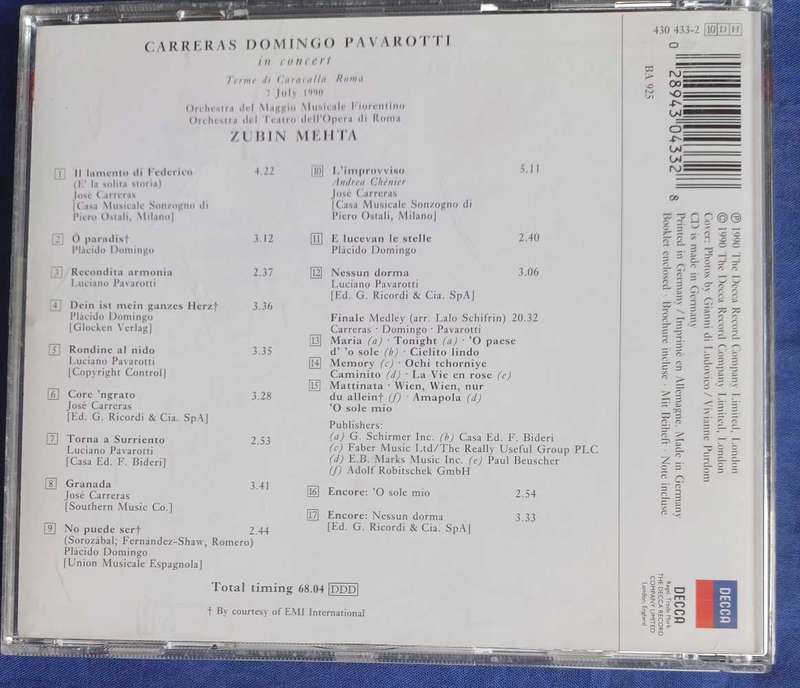 CARRERAS DOMINGO PAVAROTTI
in concert
Terme di Caracalla Roma
7 July 1990
Orchestra del Maggio Musicale Fiorentino
Orchestra del Teatro dell'Opera di Roma
ZUBIN MEHTA
1 Il lamento di Federico 4.22
(E' la solita storia)
José Carreras
[Casa Musicale Sonzogno di
Piero Ostali, Milano]
2 Ô paradis† 3.12
Plácido Domingo
3 Recondita armonia 2.37
Luciano Pavarotti
4 Dein ist mein ganzes Herz† 3.36
Plácido Domingo
[Glocken Verlag]
5 Rondine al nido 3.35
Luciano Pavarotti
[Copyright Control]
6 Core 'ngrato 3.28
José Carreras
[Ed. G. Ricordi & Cia. SpA]
7 Torna a Surriento 2.53
Luciano Pavarotti
[Casa Ed. F. Bideri]
8 Granada 3.41
José Carreras
[Southern Music Co.]
9 No puede ser† 2.44
(Sorozábal; Fernández-Shaw, Romero)
Plácido Domingo
[Union Musicale Espagnola]
10 L'improvviso 5.11
Andrea Chénier
José Carreras
[Casa Musicale Sonzogno di
Piero Ostali, Milano]
11 E lucevan le stelle 2.40
Plácido Domingo
12 Nessun dorma 3.06
Luciano Pavarotti
[Ed. G. Ricordi & Cia. SpA]
Finale Medley (arr. Lalo Schifrin) 20.32
Carreras · Domingo · Pavarotti
13 Maria (a) · Tonight (a) · 'O paese
d' 'o sole (b) · Cielito lindo
14 Memory (c) · Ochi tchorniye
Caminito (d) · La Vie en rose (e)
15 Mattinata · Wien, Wien, nur
du allein† (f) · Amapola (d)
'O sole mio
Publishers:
(a) G. Schirmer Inc. (b) Casa Ed. F. Bideri
(c) Faber Music Ltd/The Really Useful Group PLC
(d) E.B. Marks Music Inc. (e) Paul Beuscher
(f) Adolf Robitschek GmbH
16 Encore: 'O sole mio 2.54
17 Encore: Nessun dorma 3.33
[Ed. G. Ricordi & Cia. SpA]
Total timing 68.04 DDD
† By courtesy of EMI International
430 433-2 10 D H
0 28943 04332 8
BA 925
Ⓟ 1990 The Decca Record Company Limited, London
© 1990 The Decca Record Company Limited, London
Cover: Photos by Gianni di Ludovico/Vivianne Purdom
CD is made in Germany
Printed in Germany/Imprimé en Allemagne. Made in Germany
Booklet enclosed · Brochure incluse · Mit Beiheft · Note incluse
DECCA
DECCA
Regd. Trade Mark
THE DECCA RECORD
COMPANY LIMITED
London, England